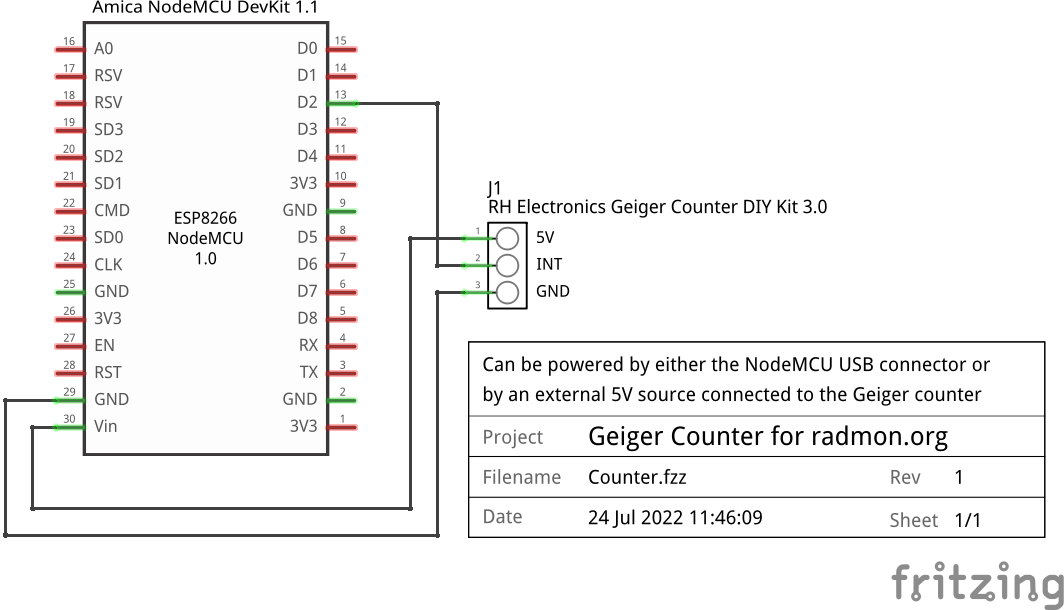 Amica NodeMCU DevKit 1.1
16 A0 D0 15
17 RSV D1 14
18 RSV D2 13
19 SD3 D3 12
20 SD2 D4 11
21 SD1 3V3 10
22 CMD GND 9
23 SD0 D5 8
24 CLK D6 7
25 GND D7 6
26 3V3 D8 5
27 EN RX 4
28 RST TX 3
29 GND GND 2
30 Vin 3V3 1
ESP8266
NodeMCU
1.0
J1
RH Electronics Geiger Counter DIY Kit 3.0
1 5V
2 INT
3 GND
Can be powered by either the NodeMCU USB connector or
by an external 5V source connected to the Geiger counter
Project Geiger Counter for radmon.org
Filename Counter.fzz Rev 1
Date 24 Jul 2022 11:46:09 Sheet 1/1
fritzing